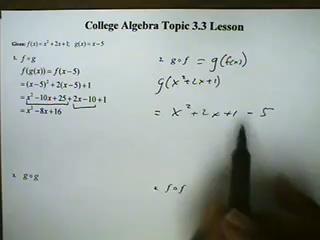 College Algebra Topic 3.3 Lesson
Given: f(x) = x² + 2x + 1; g(x) = x − 5
1. f ∘ g
f(g(x)) = f(x − 5)
= (x − 5)² + 2(x − 5) + 1
= x² − 10x + 25 + 2x − 10 + 1
= x² − 8x + 16
2. g ∘ f = g(f(x))
g(x² + 2x + 1)
= x² + 2x + 1 − 5
3. g ∘ g
4. f ∘ f